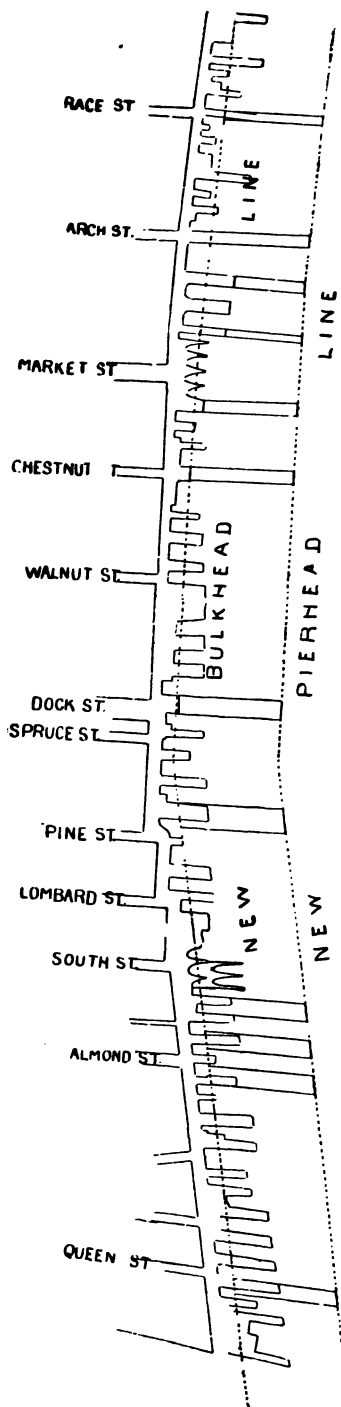 RACE ST
ARCH ST.
MARKET ST
CHESTNUT T
WALNUT ST
DOCK ST.
SPRUCE ST.
PINE ST.
LOMBARD ST
SOUTH ST
ALMOND ST.
QUEEN ST
NEW BULKHEAD LINE
NEW PIERHEAD LINE